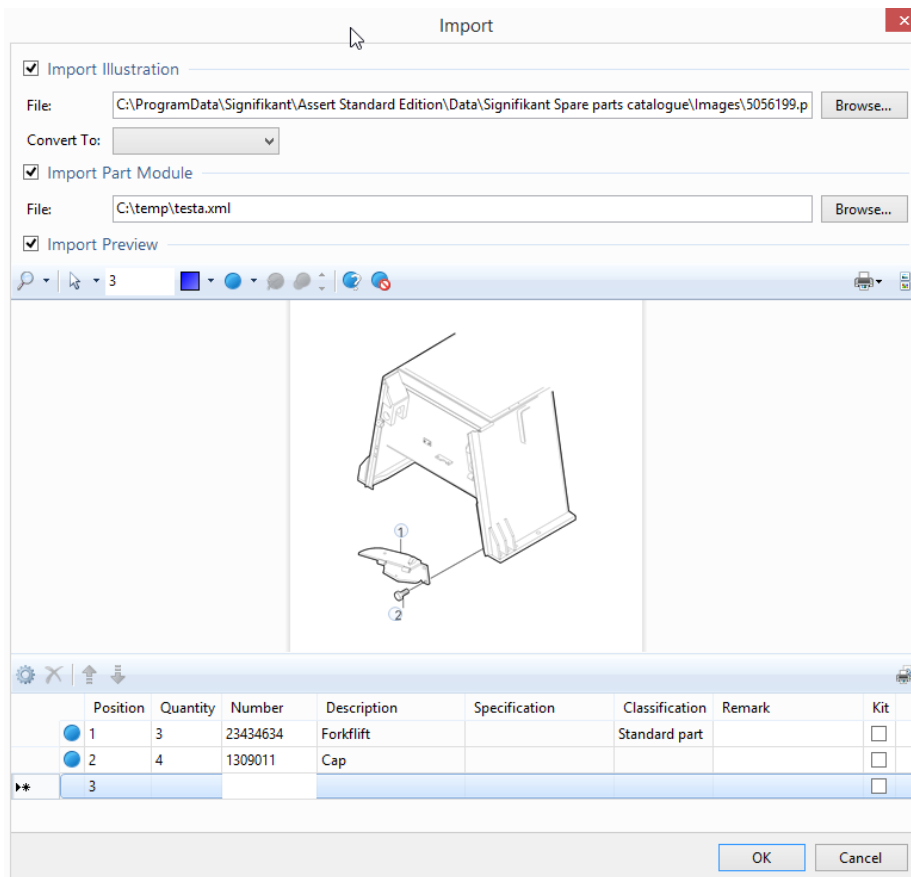 Import
Import Illustration
File: C:\ProgramData\Signifikant\Assert Standard Edition\Data\Signifikant Spare parts catalogue\Images\5056199.p Browse...
Convert To:
Import Part Module
File: C:\temp\testa.xml Browse...
Import Preview
3
1
2
Position Quantity Number Description Specification Classification Remark Kit
1 3 23434634 Forkflift Standard part
2 4 1309011 Cap
3
OK Cancel